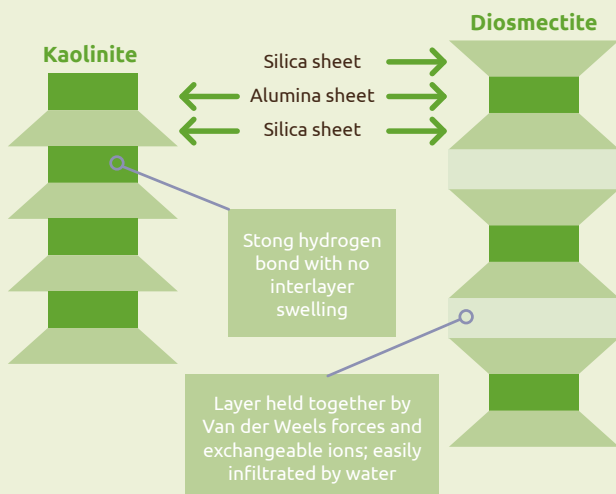 Kaolinite
Diosmectite
Silica sheet
Alumina sheet
Silica sheet
Stong hydrogen
bond with no
interlayer
swelling
Layer held together by
Van der Weels forces and
exchangeable ions; easily
infiltrated by water